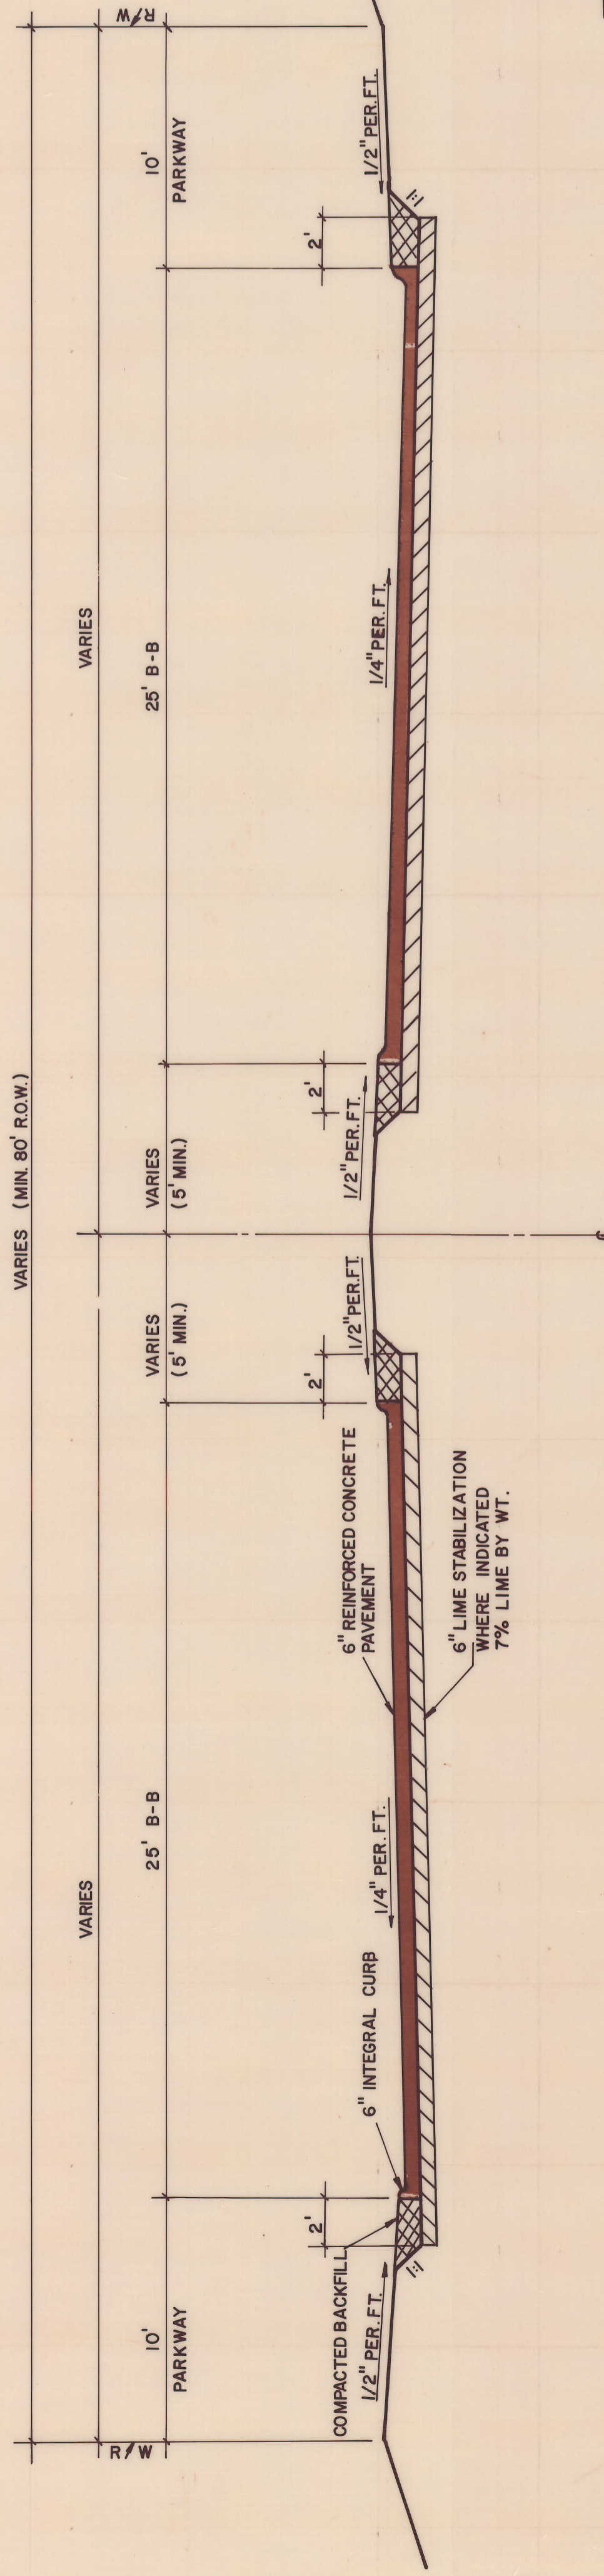 VARIES (MIN. 80' R.O.W.)
VARIES
VARIES
R/W
R/W
10'
PARKWAY
25' B-B
VARIES
(5' MIN.)
VARIES
(5' MIN.)
25' B-B
10'
PARKWAY
2'
2'
2'
2'
COMPACTED BACKFILL
1/2" PER.FT.
6" INTEGRAL CURB
1/4" PER.FT.
6" REINFORCED CONCRETE
PAVEMENT
1/2" PER.FT.
1/2" PER.FT.
1/4" PER.FT.
1/2" PER.FT.
1:1
1:1
6" LIME STABILIZATION
WHERE INDICATED
7% LIME BY WT.